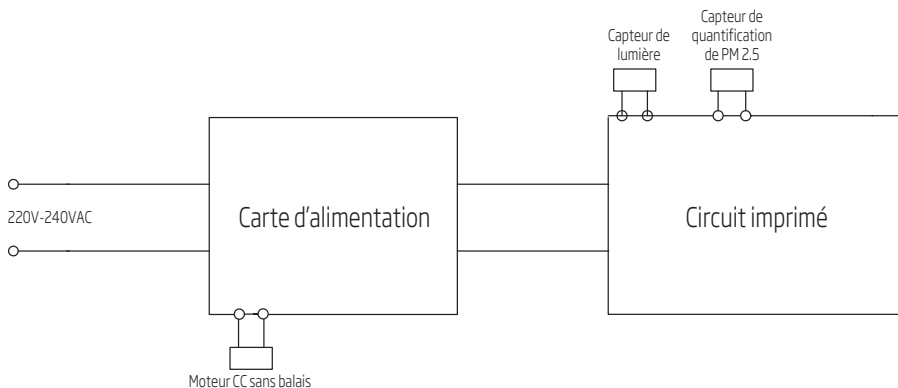 Capteur de
lumière
Capteur de
quantification
de PM 2.5
220V-240VAC
Carte d'alimentation
Circuit imprimé
Moteur CC sans balais